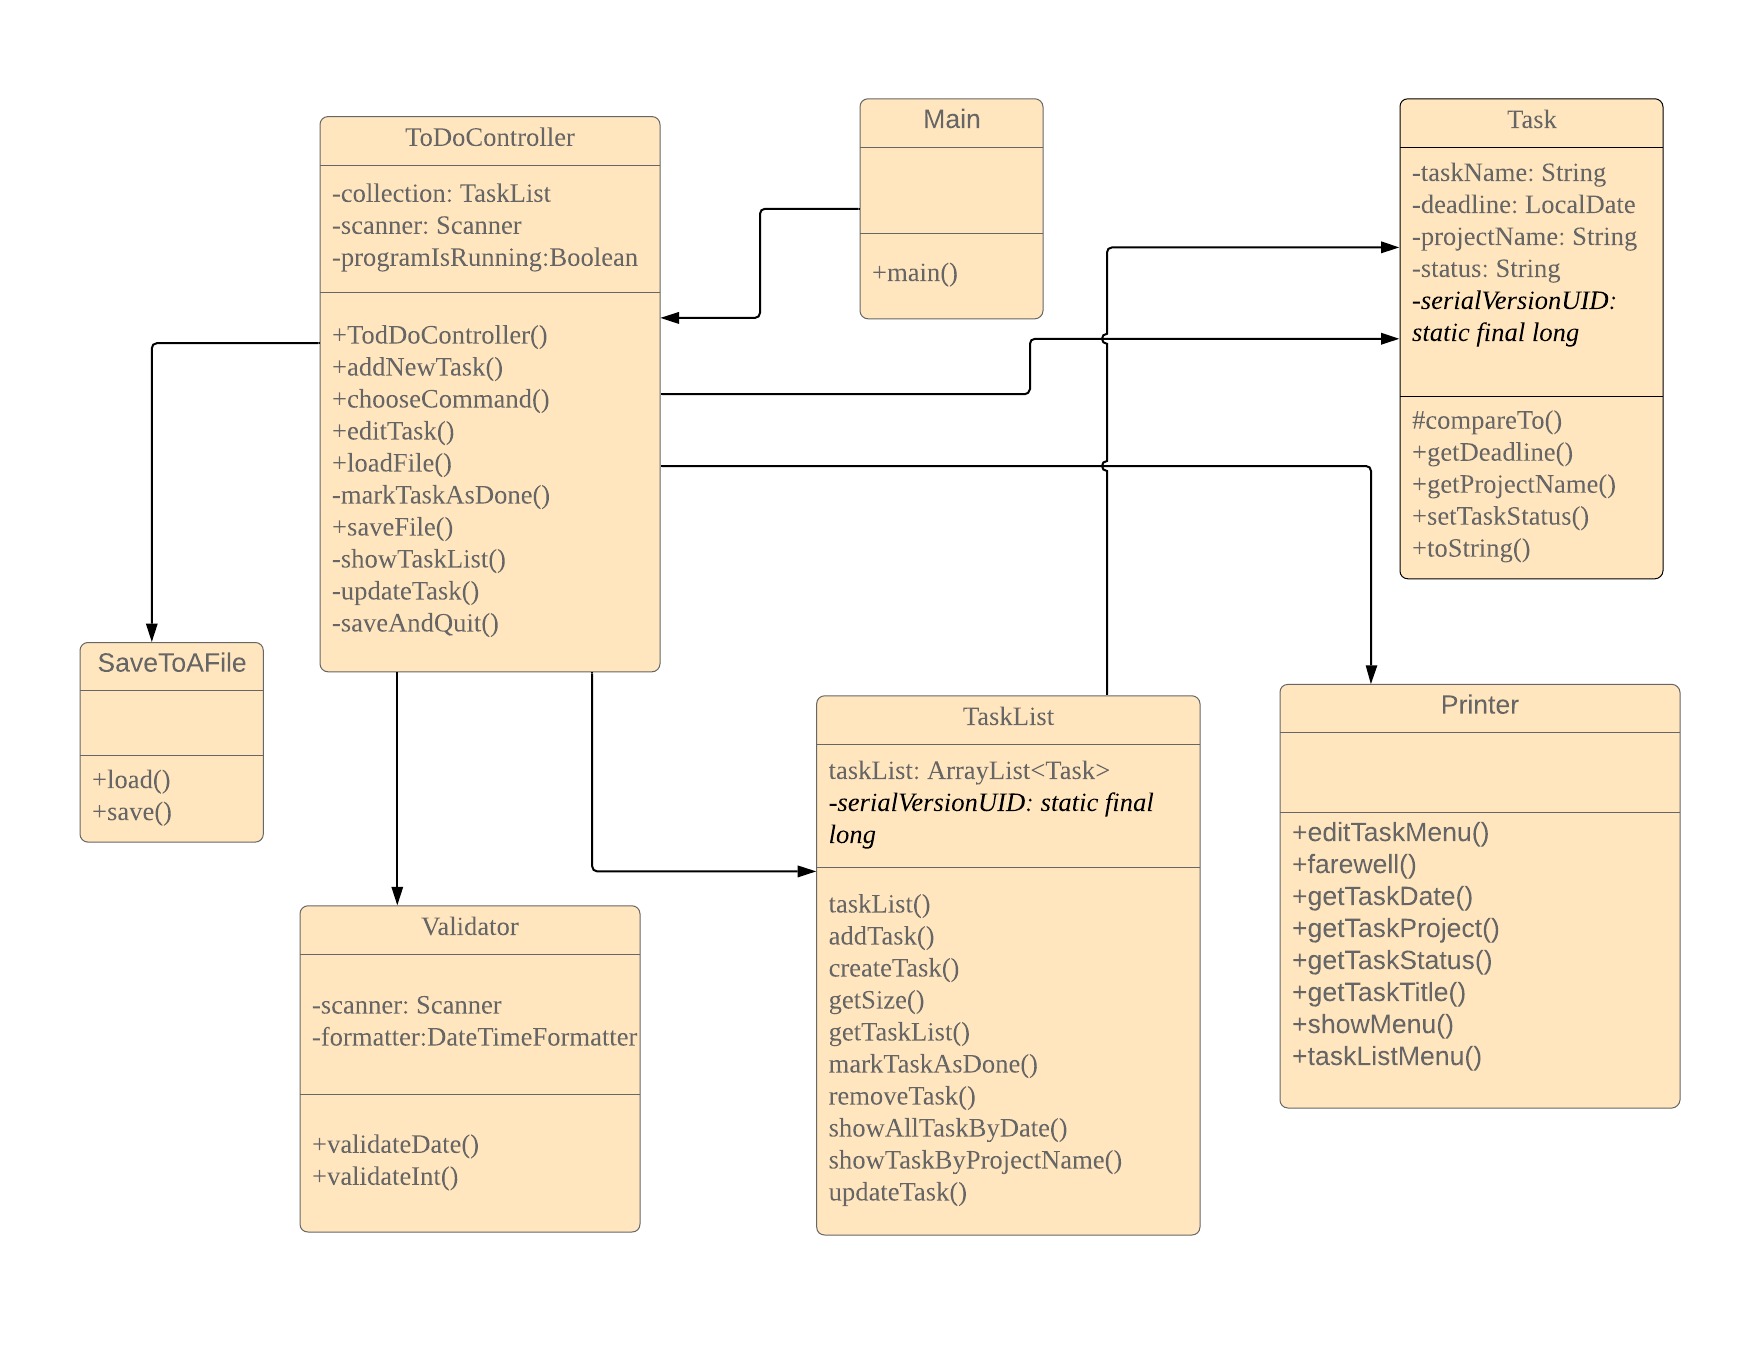 ToDoController
-collection: TaskList
-scanner: Scanner
-programIsRunning:Boolean
+TodDoController()
+addNewTask()
+chooseCommand()
+editTask()
+loadFile()
-markTaskAsDone()
+saveFile()
-showTaskList()
-updateTask()
-saveAndQuit()
Main
+main()
Task
-taskName: String
-deadline: LocalDate
-projectName: String
-status: String
-serialVersionUID:
static final long
#compareTo()
+getDeadline()
+getProjectName()
+setTaskStatus()
+toString()
SaveToAFile
+load()
+save()
Validator
-scanner: Scanner
-formatter:DateTimeFormatter
+validateDate()
+validateInt()
TaskList
taskList: ArrayList<Task>
-serialVersionUID: static final
long
taskList()
addTask()
createTask()
getSize()
getTaskList()
markTaskAsDone()
removeTask()
showAllTaskByDate()
showTaskByProjectName()
updateTask()
Printer
+editTaskMenu()
+farewell()
+getTaskDate()
+getTaskProject()
+getTaskStatus()
+getTaskTitle()
+showMenu()
+taskListMenu()